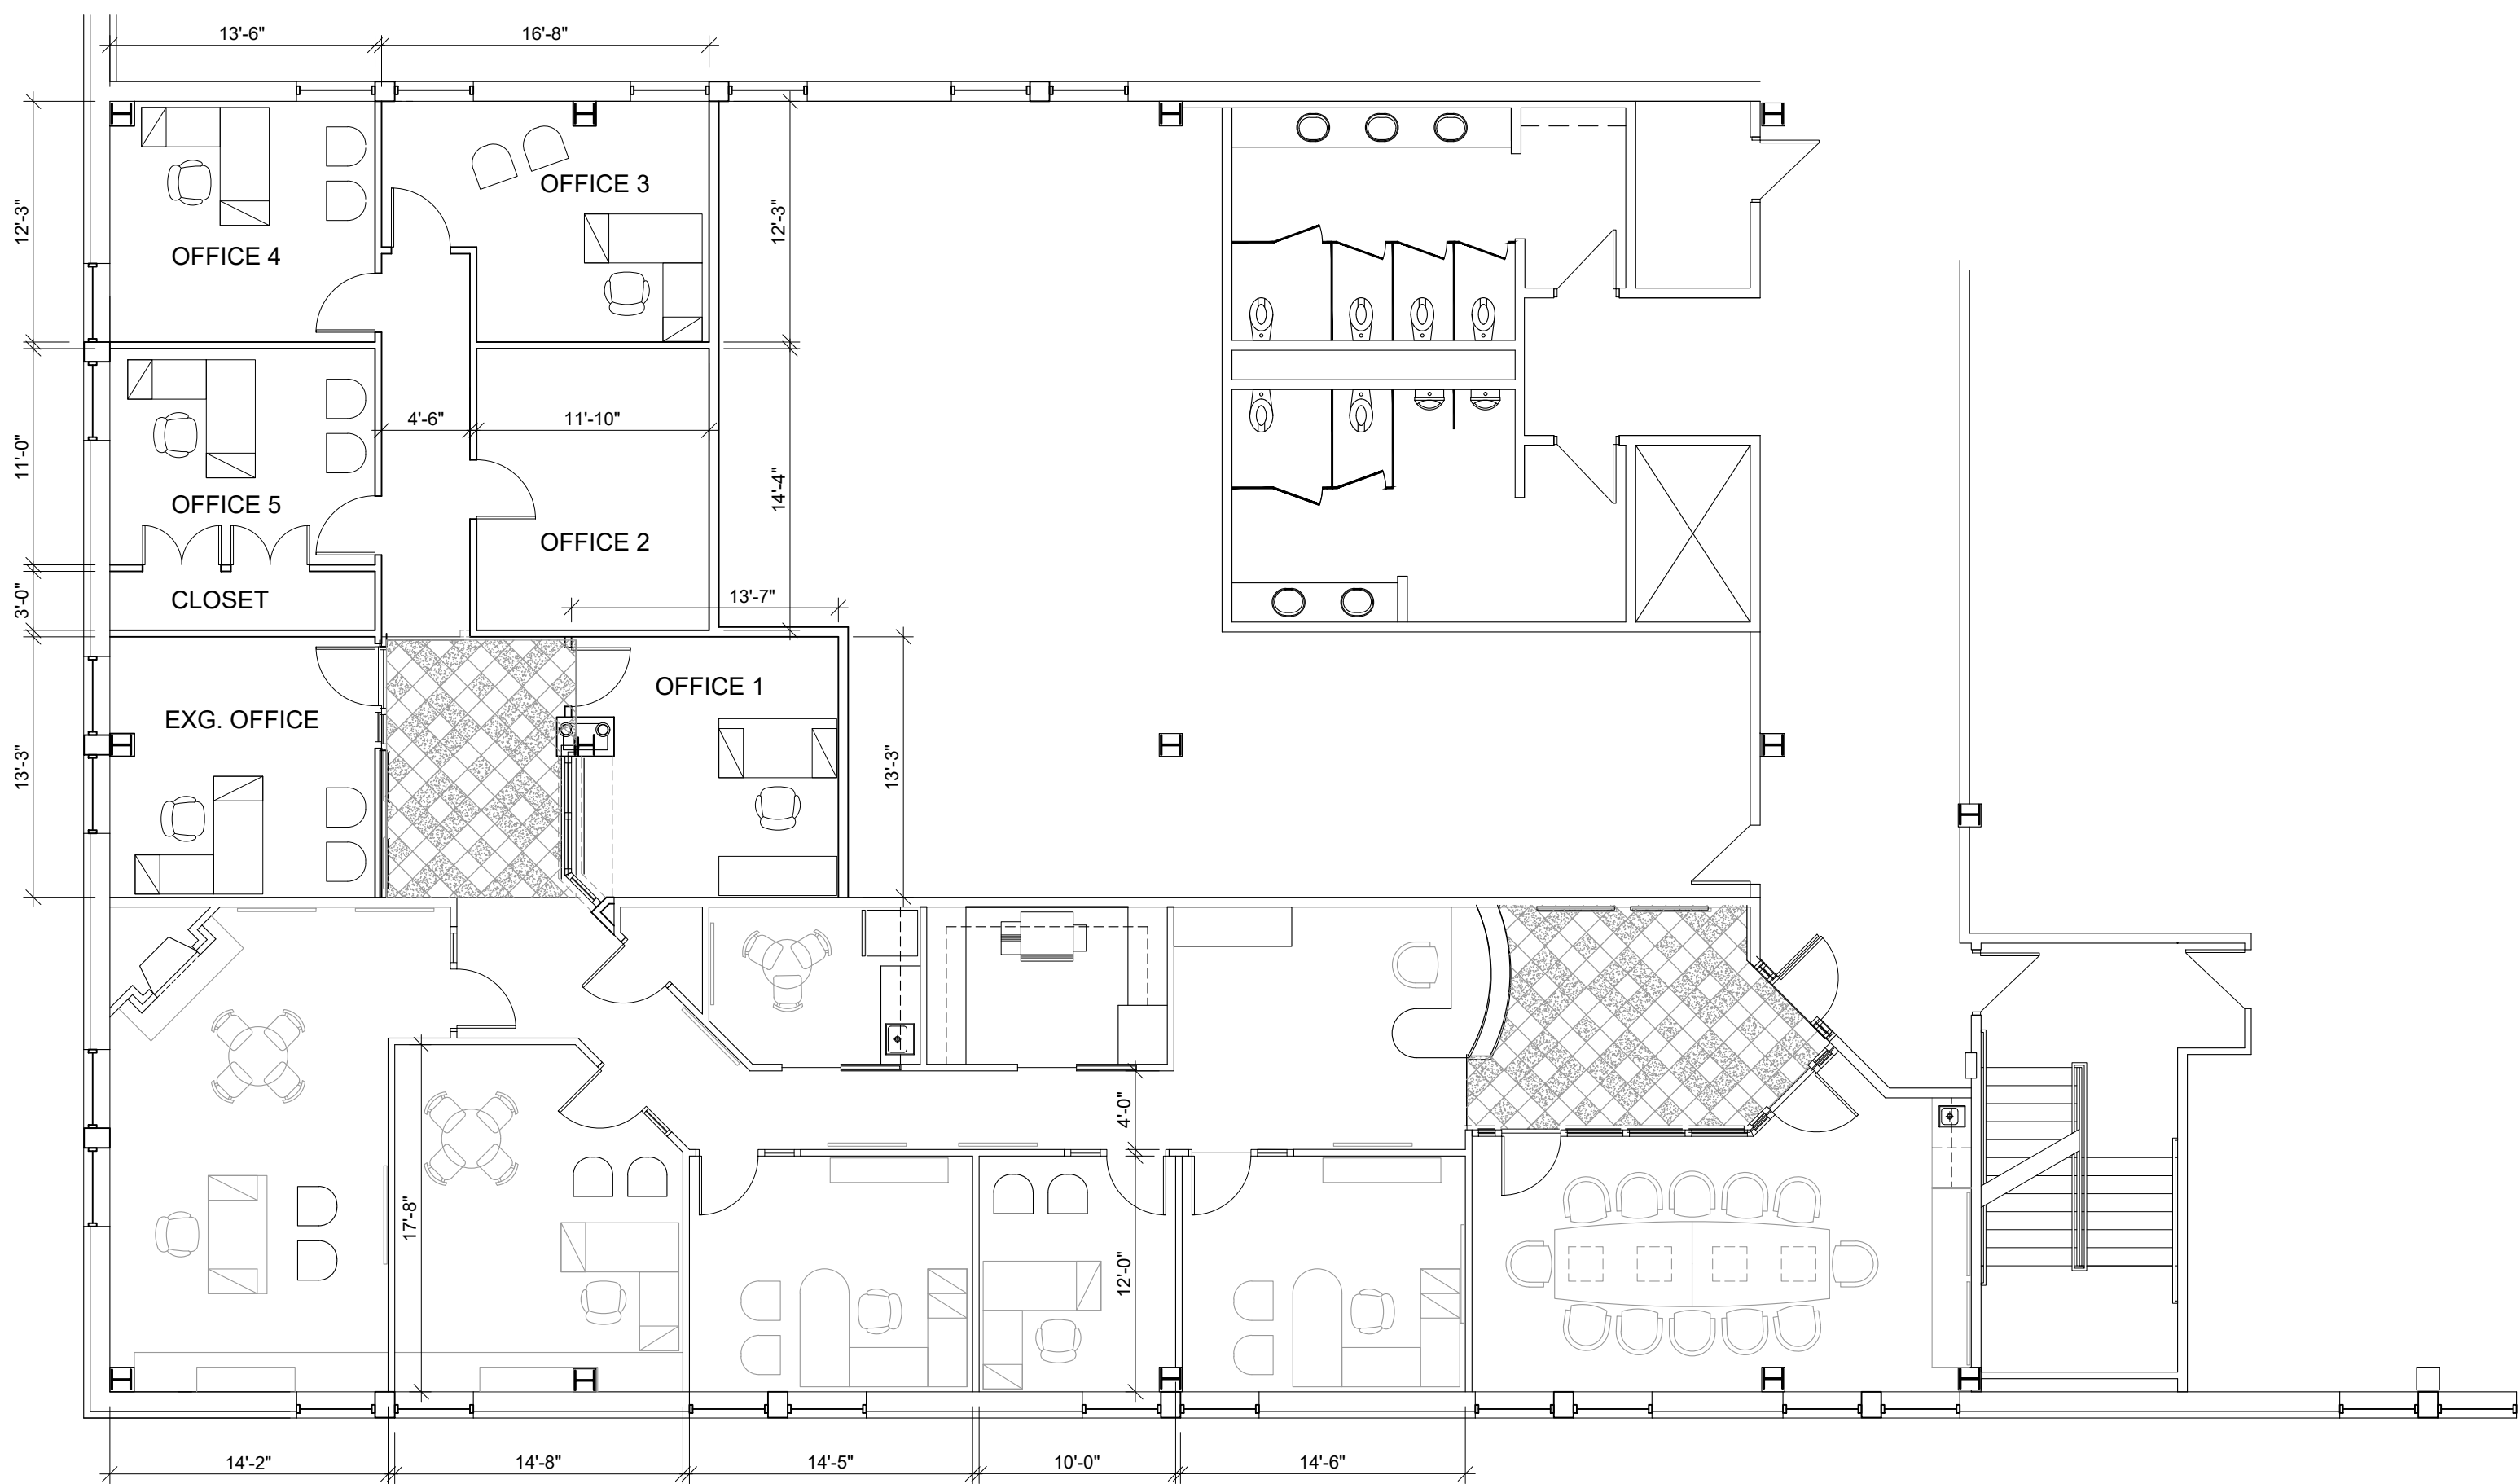 13'-6"
16'-8"
OFFICE 3
12'-3"
12'-3"
OFFICE 4
4'-6"
11'-10"
11'-0"
14'-4"
OFFICE 5
OFFICE 2
3'-0"
CLOSET
13'-7"
OFFICE 1
EXG. OFFICE
13'-3"
13'-3"
4'-0"
17'-8"
12'-0"
14'-2"
14'-8"
14'-5"
10'-0"
14'-6"